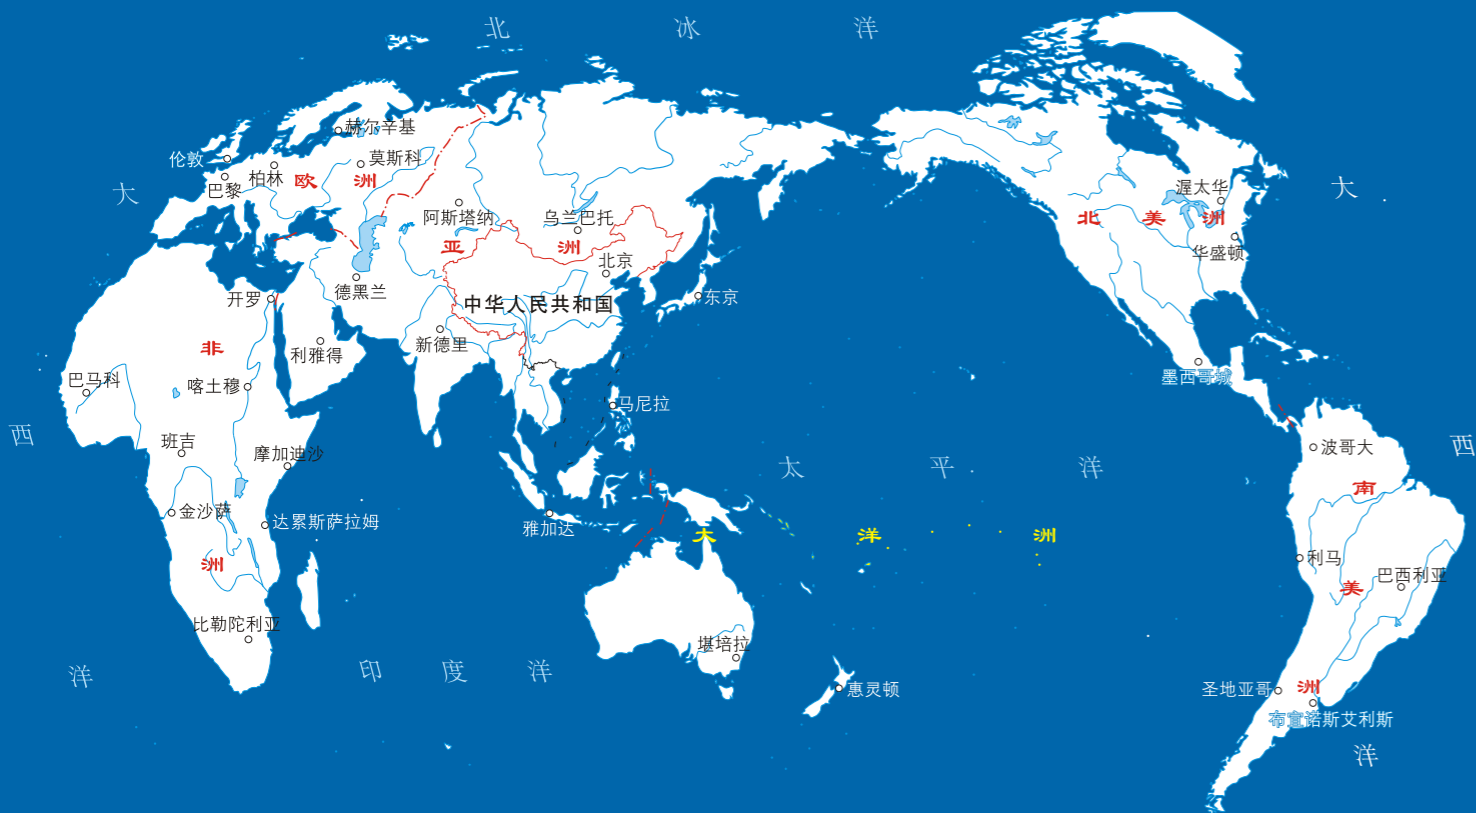 北冰洋
赫尔辛基
伦敦
莫斯科
柏林
欧洲
巴黎
大
大
渥太华
阿斯塔纳
乌兰巴托
北美洲
亚洲
华盛顿
北京
德黑兰
开罗
中华人民共和国
东京
新德里
非
利雅得
巴马科
喀土穆
墨西哥城
马尼拉
西
班吉
摩加迪沙
波哥大
西
太平洋
南
金沙萨
达累斯萨拉姆
雅加达
大洋洲
洲
利马
巴西利亚
美
比勒陀利亚
堪培拉
洋
印度洋
惠灵顿
圣地亚哥
洲
布宜诺斯艾利斯
洋